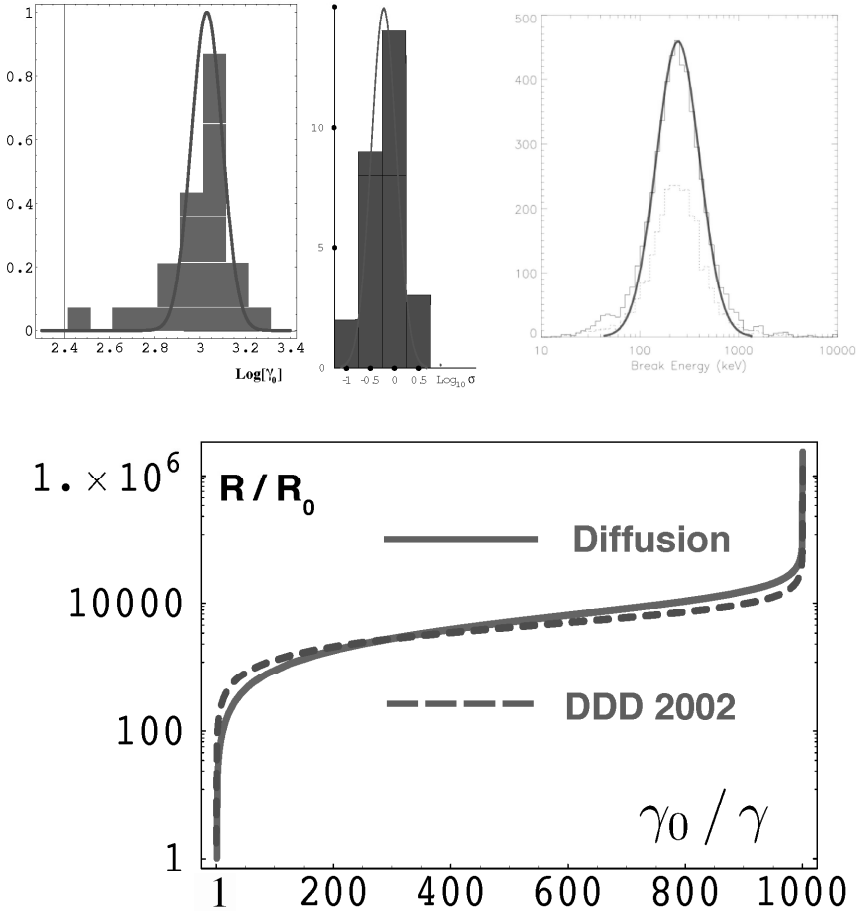 1
0.8
0.6
0.4
0.2
0
2.4 2.6 2.8 3 3.2 3.4
Log[γ0]
10
5
0
-1 -0.5 0 0.5 Log10 σ
500
400
300
200
100
0
10 100 1000 10000
Break Energy (keV)
1.×10^6
10000
100
1
R / R0
Diffusion
DDD 2002
γ0 / γ
1 200 400 600 800 1000